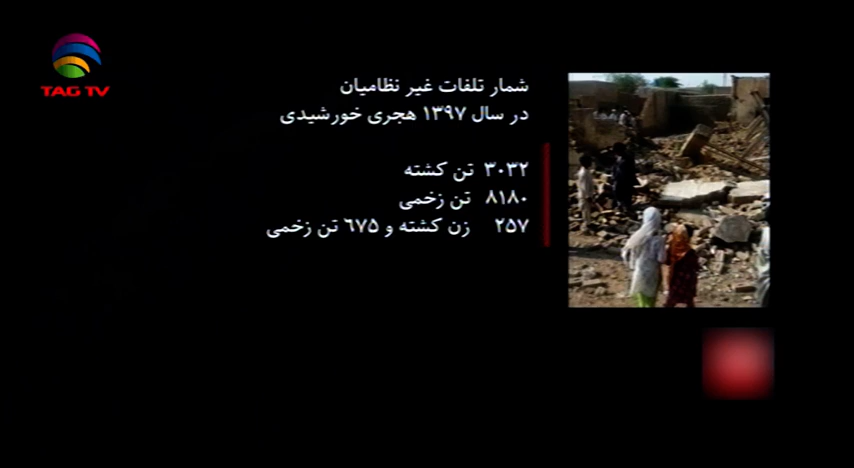 TAG TV
شمار تلفات غیر نظامیان
در سال ۱۳۹۷ هجری خورشیدی
۳۰۳۲ تن کشته
۸۱۸۰ تن زخمی
۲۵۷ زن کشته و ٦۷۵ تن زخمی